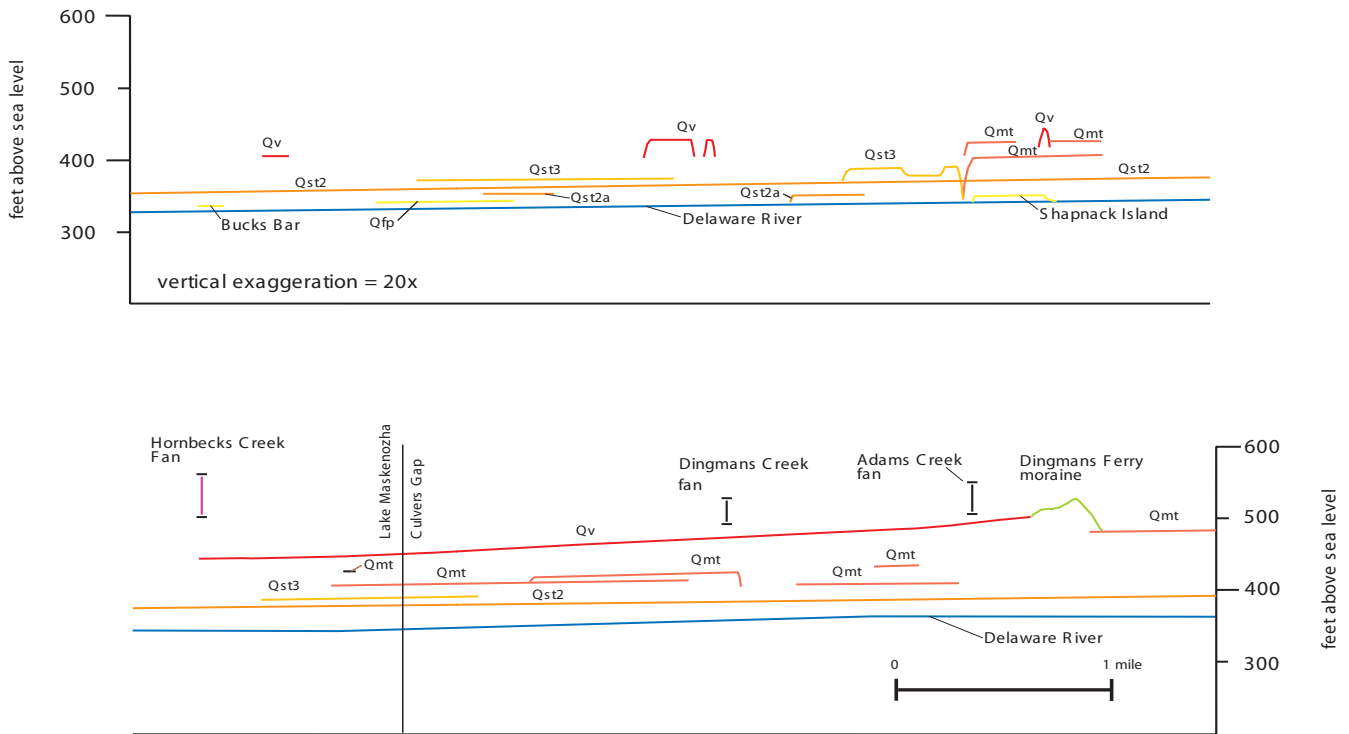 600
500
400
300
feet above sea level
Qv
Qst2
Bucks Bar
Qfp
Qst3
Qst2a
Qv
Delaware River
Qst2a
Qst3
Qmt
Qv
Qmt
Qmt
Qst2
Shapnack Island
vertical exaggeration = 20x
Hornbecks Creek
Fan
Lake Maskenozha
Culvers Gap
Dingmans Creek
fan
Adams Creek
fan
Dingmans Ferry
moraine
Qv
Qmt
Qmt
Qmt
Qmt
Qmt
Qst3
Qst2
Delaware River
0
1 mile
600
500
400
300
feet above sea level